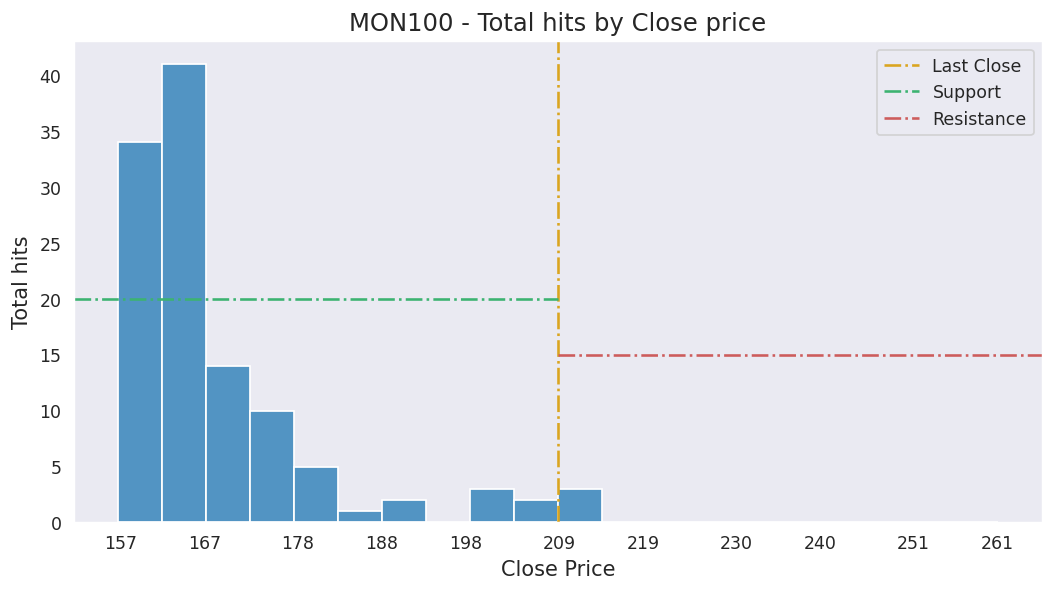 MON100 - Total hits by Close price
Last Close
Support
Resistance
Total hits
40
35
30
25
20
15
10
5
0
157 167 178 188 198 209 219 230 240 251 261
Close Price